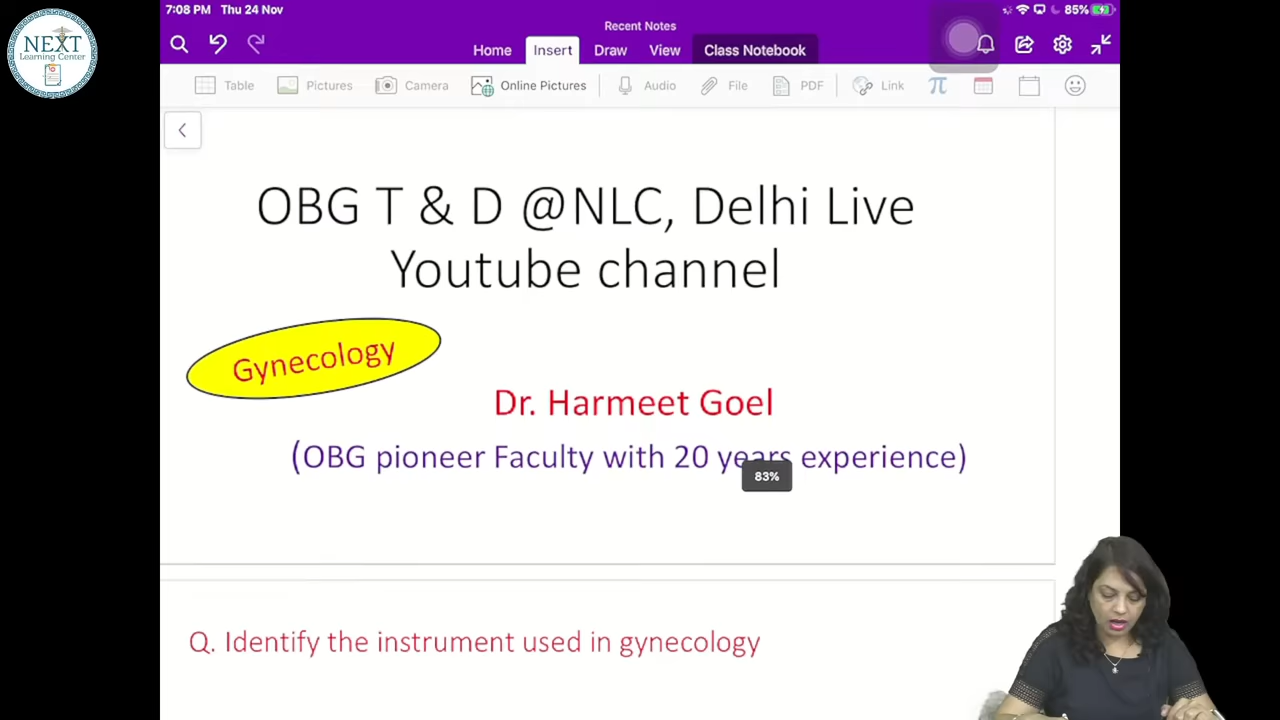 7:08 PM Thu 24 Nov
85%
NEXT
Learning Center
Recent Notes
Home Insert Draw View Class Notebook
Table Pictures Camera Online Pictures Audio File PDF Link π
OBG T & D @NLC, Delhi Live
Youtube channel
Gynecology
Dr. Harmeet Goel
(OBG pioneer Faculty with 20 years experience)
83%
Q. Identify the instrument used in gynecology